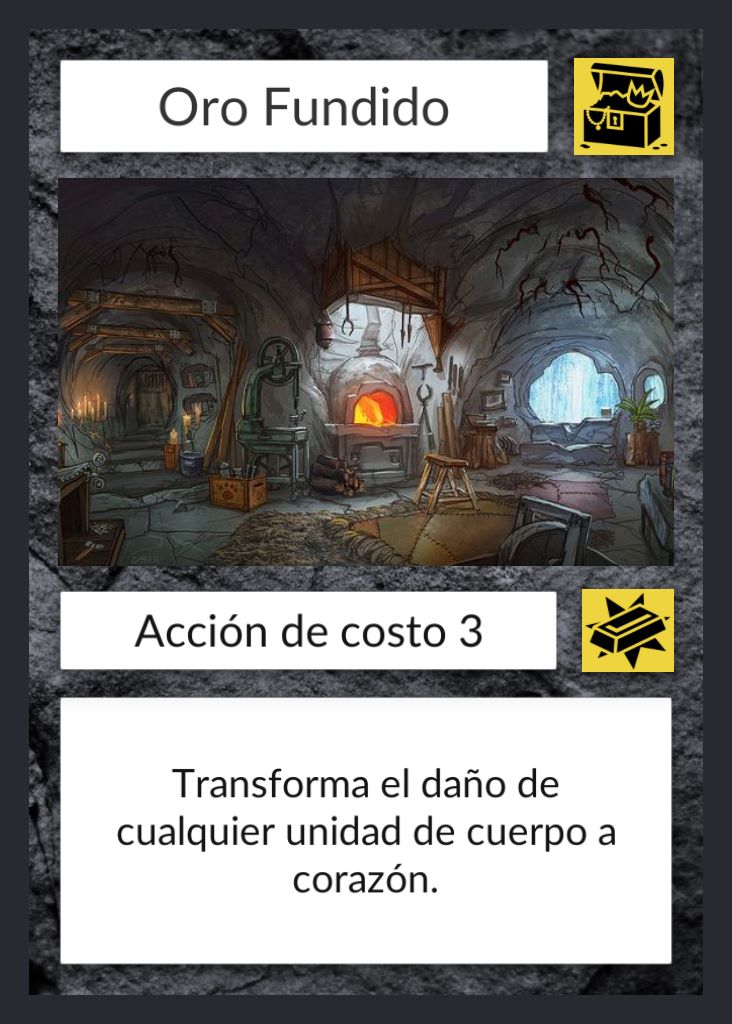 Oro Fundido
Acción de costo 3
Transforma el daño de
cualquier unidad de cuerpo a
corazón.